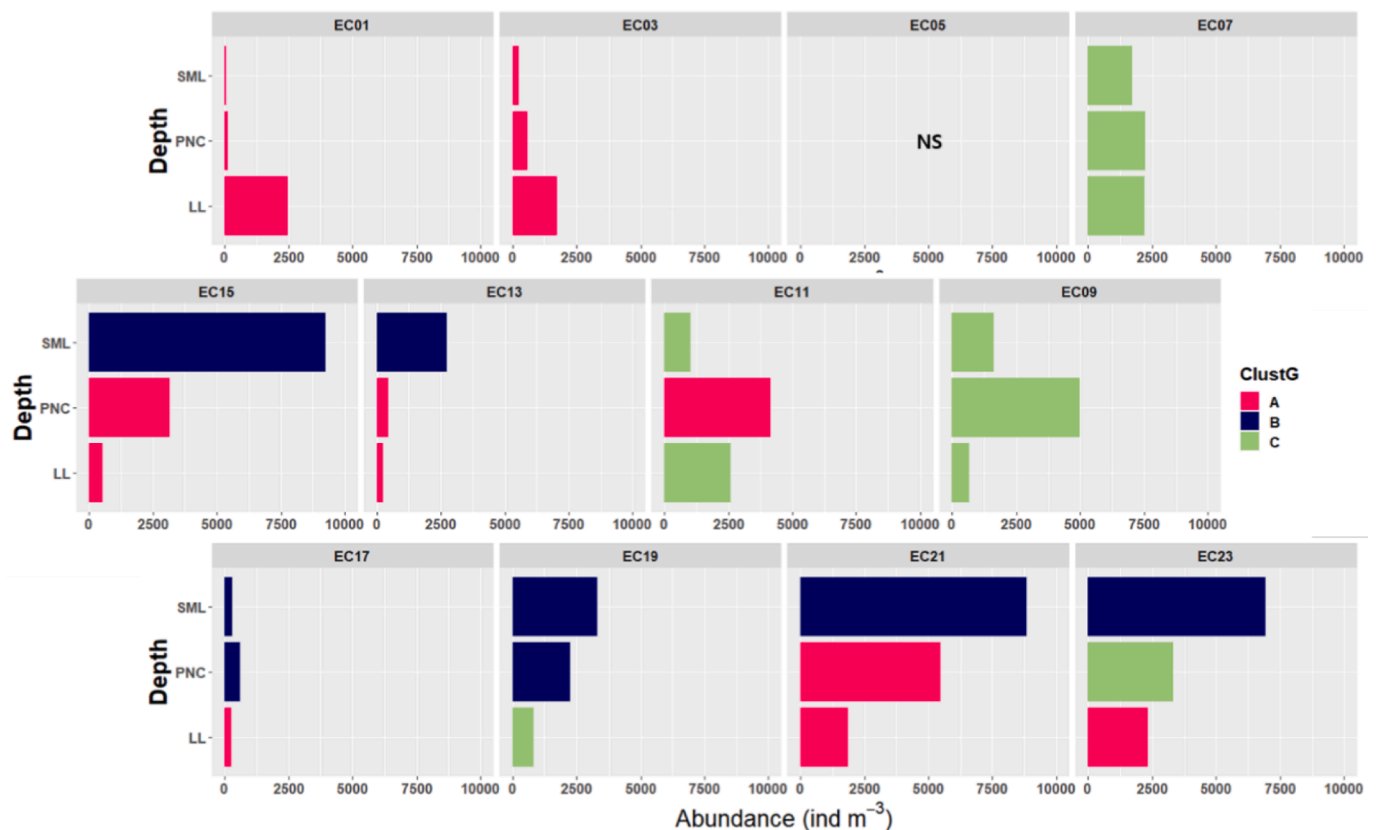 EC01 EC03 EC05 EC07
Depth
SML
PNC NS
LL
0 2500 5000 7500 10000 0 2500 5000 7500 10000 0 2500 5000 7500 10000 0 2500 5000 7500 10000
EC15 EC13 EC11 EC09
Depth
SML
PNC
LL
0 2500 5000 7500 10000 0 2500 5000 7500 10000 0 2500 5000 7500 10000 0 2500 5000 7500 10000
ClustG
A
B
C
EC17 EC19 EC21 EC23
Depth
SML
PNC
LL
0 2500 5000 7500 10000 0 2500 5000 7500 10000 0 2500 5000 7500 10000 0 2500 5000 7500 10000
Abundance (ind m⁻³)